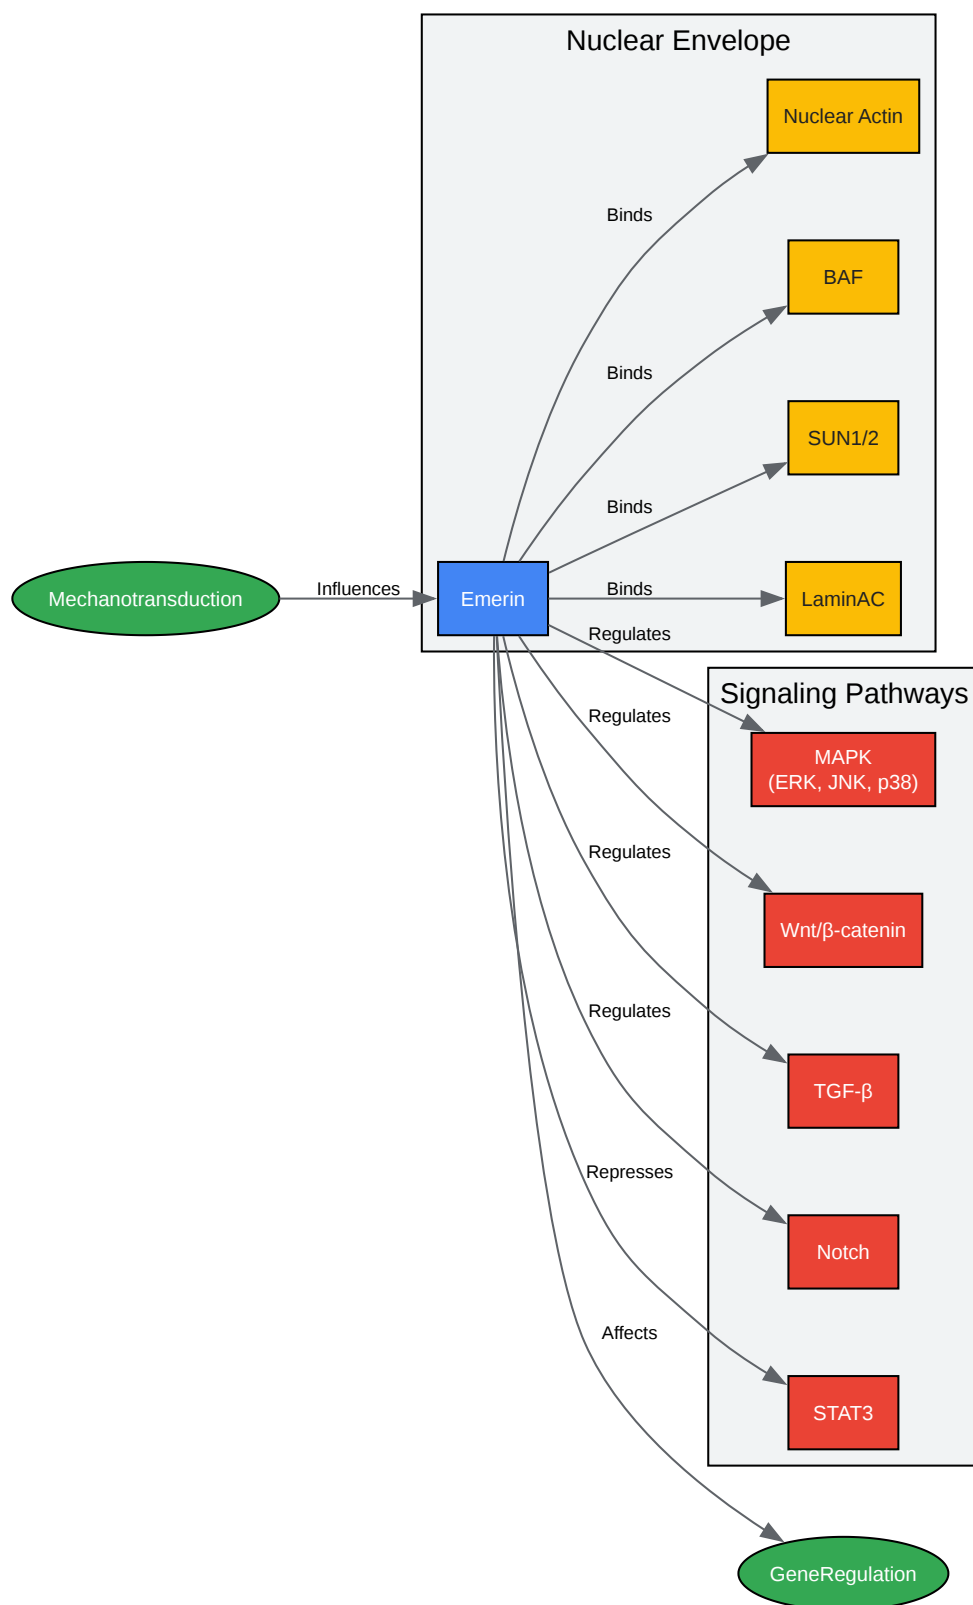 Nuclear Envelope
Nuclear Actin
Binds
BAF
Binds
SUN1/2
Binds
Mechanotransduction
Influences
Emerin
Binds
LaminAC
Regulates
Signaling Pathways
Regulates
MAPK
(ERK, JNK, p38)
Regulates
Wnt/β-catenin
Regulates
TGF-β
Represses
Notch
Affects
STAT3
GeneRegulation